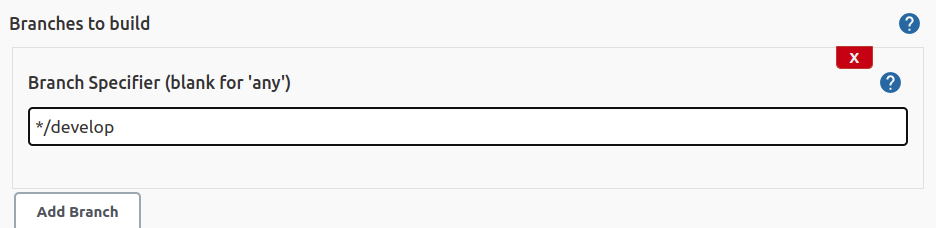 Branches to build
?
X
Branch Specifier (blank for 'any')
?
*/develop
Add Branch